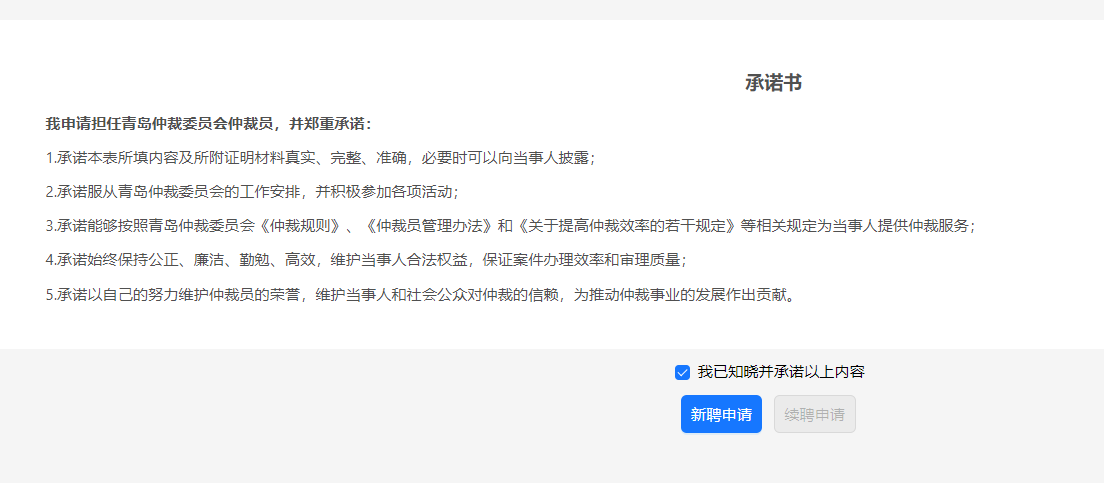 承诺书
我申请担任青岛仲裁委员会仲裁员，并郑重承诺：
1.承诺本表所填内容及所附证明材料真实、完整、准确，必要时可以向当事人披露；
2.承诺服从青岛仲裁委员会的工作安排，并积极参加各项活动；
3.承诺能够按照青岛仲裁委员会《仲裁规则》、《仲裁员管理办法》和《关于提高仲裁效率的若干规定》等相关规定为当事人提供仲裁服务；
4.承诺始终保持公正、廉洁、勤勉、高效，维护当事人合法权益，保证案件办理效率和审理质量；
5.承诺以自己的努力维护仲裁员的荣誉，维护当事人和社会公众对仲裁的信赖，为推动仲裁事业的发展作出贡献。
我已知晓并承诺以上内容
新聘申请 续聘申请